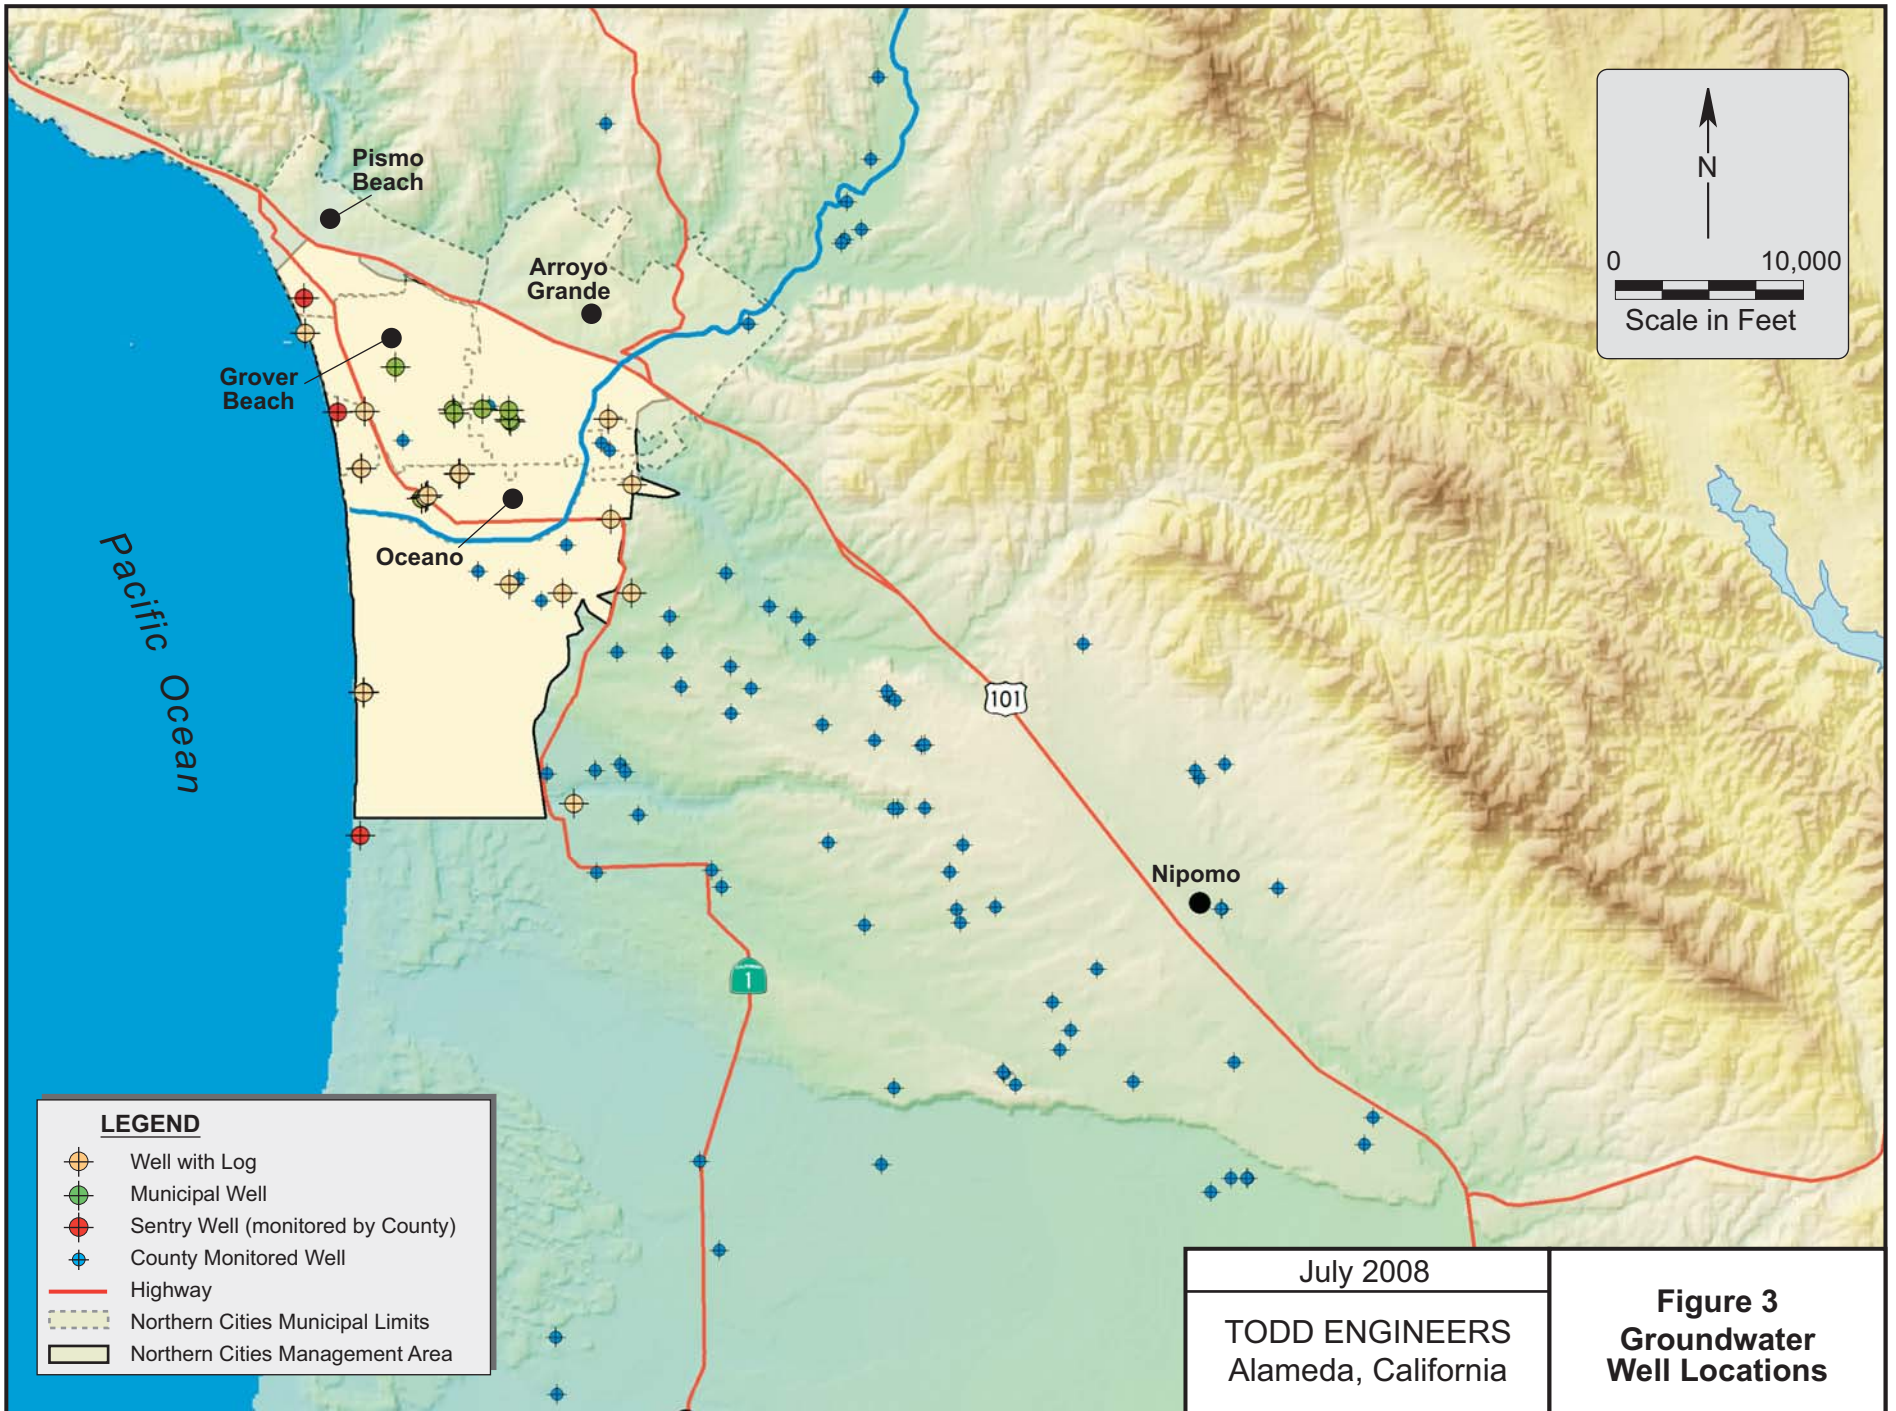 Pismo
Beach
Arroyo
Grande
Grover
Beach
Oceano
Pacific Ocean
101
Nipomo
CALIFORNIA
1
N
0 10,000
Scale in Feet
LEGEND
Well with Log
Municipal Well
Sentry Well (monitored by County)
County Monitored Well
Highway
Northern Cities Municipal Limits
Northern Cities Management Area
July 2008
TODD ENGINEERS
Alameda, California
Figure 3
Groundwater
Well Locations